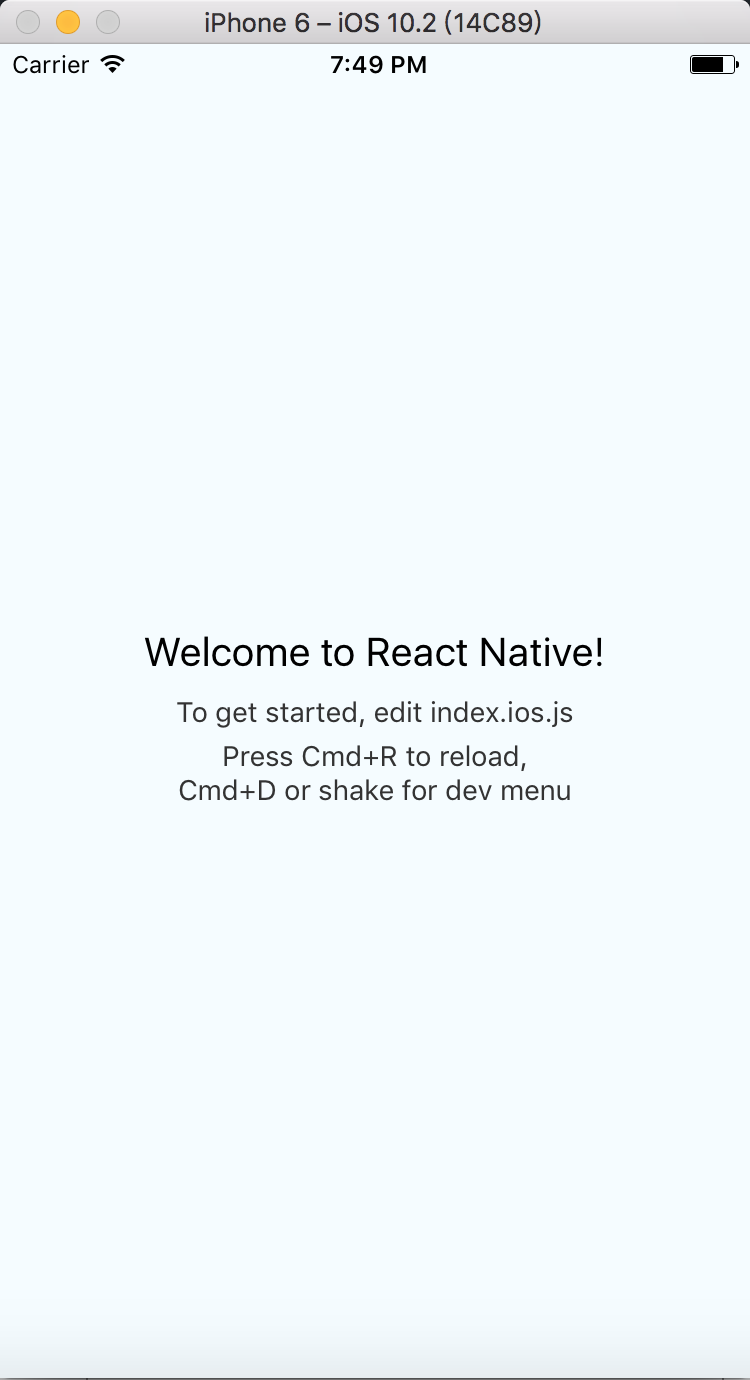 iPhone 6 – iOS 10.2 (14C89)
Carrier 7:49 PM
Welcome to React Native!
To get started, edit index.ios.js
Press Cmd+R to reload,
Cmd+D or shake for dev menu